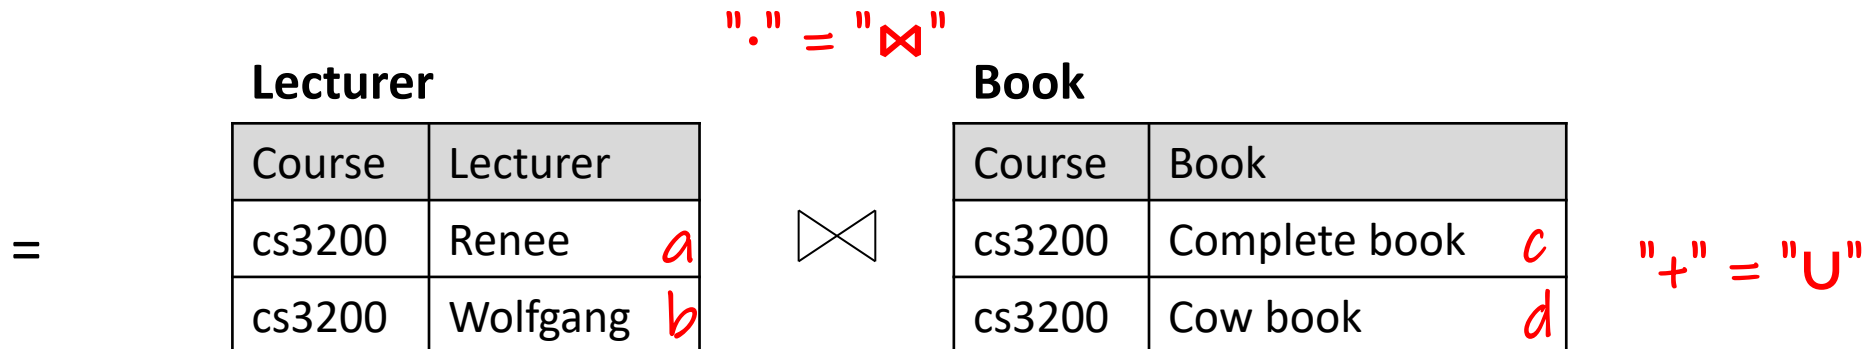 "·" = "⋈"
Lecturer Book
Course Lecturer Course Book
= cs3200 Renee a ⋈ cs3200 Complete book c "+" = "∪"
cs3200 Wolfgang b cs3200 Cow book d